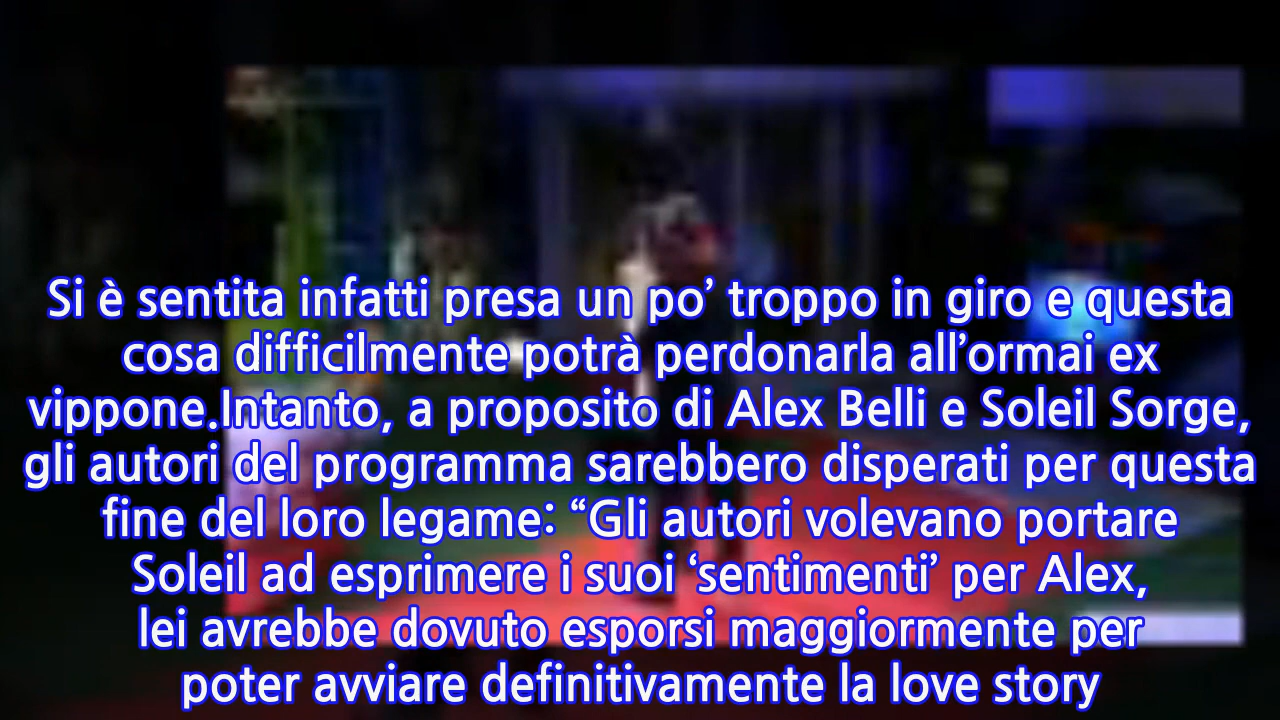 Si è sentita infatti presa un po’ troppo in giro e questa
cosa difficilmente potrà perdonarla all’ormai ex
vippone.Intanto, a proposito di Alex Belli e Soleil Sorge,
gli autori del programma sarebbero disperati per questa
fine del loro legame: “Gli autori volevano portare
Soleil ad esprimere i suoi ‘sentimenti’ per Alex,
lei avrebbe dovuto esporsi maggiormente per
poter avviare definitivamente la love story